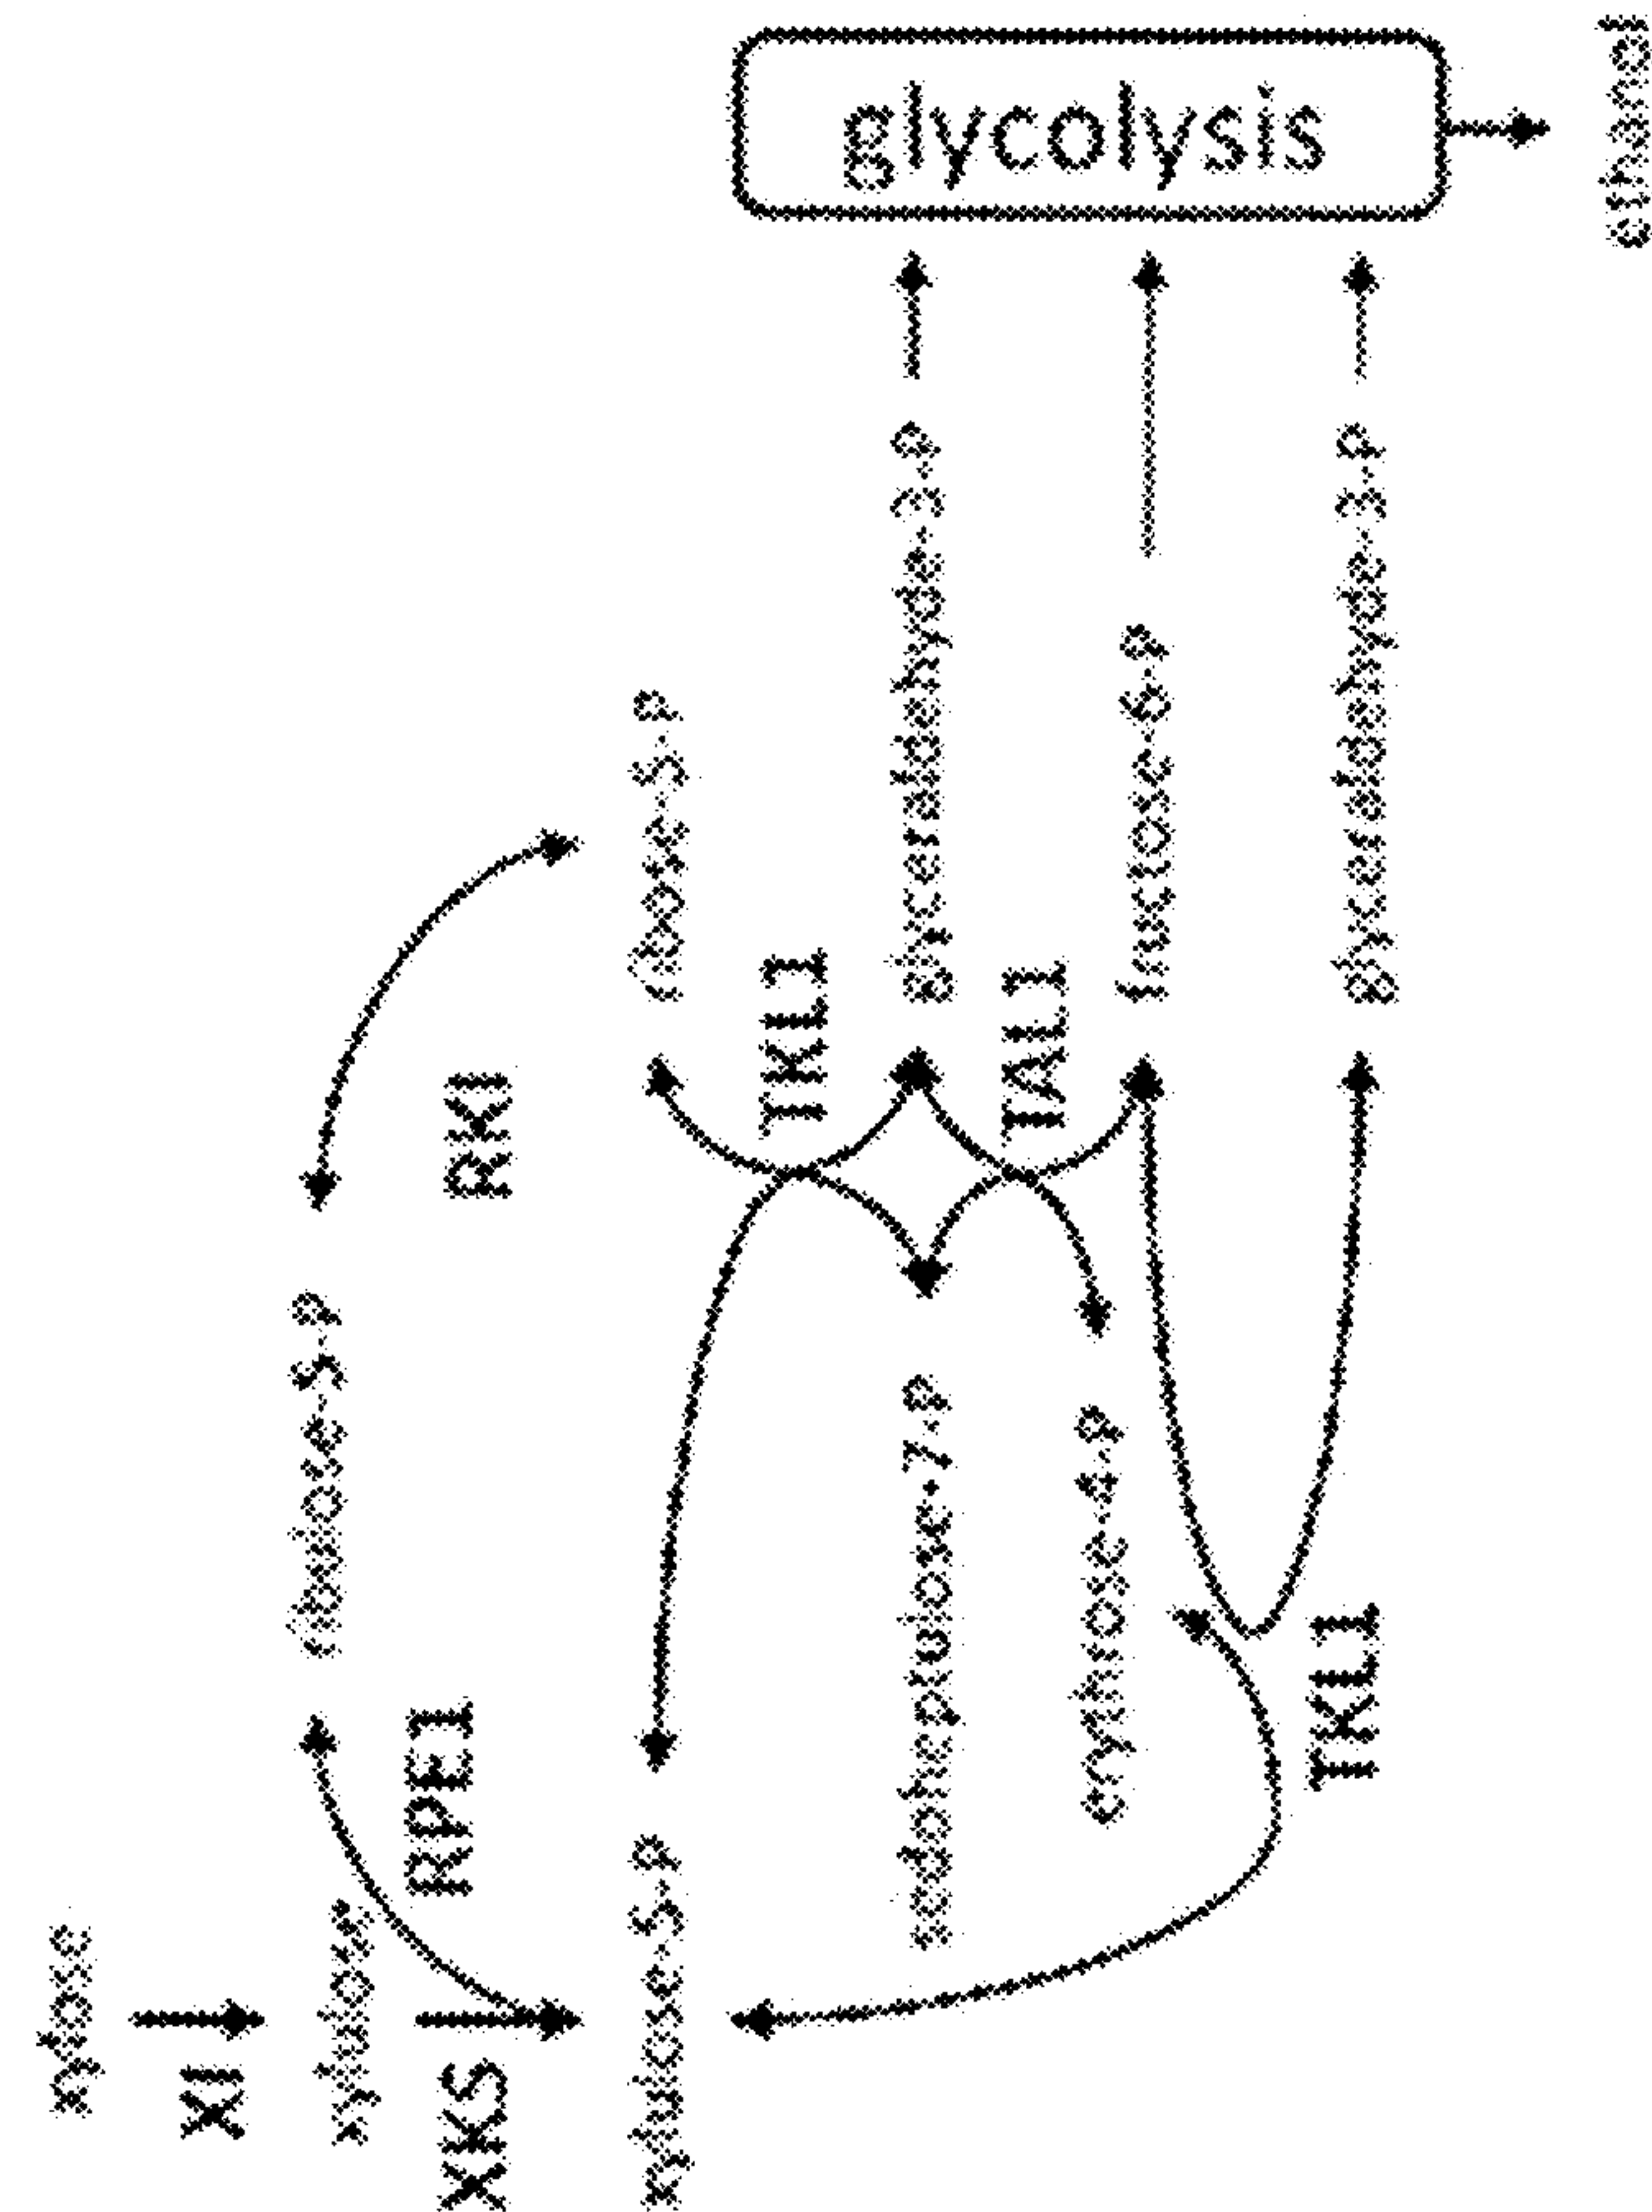 xylose
XI
xylulose
ribulose-5-P
XKS
RPE1
RKI
xylulose-5-P
ribose-5-P
TKL1
sedoheptulose-7-P
glyceraldehyde-3-P
TAL1
erythrose-4-P
fructose-6-P
TKL1
glyceraldehyde-3-P
glycolysis
ethanol